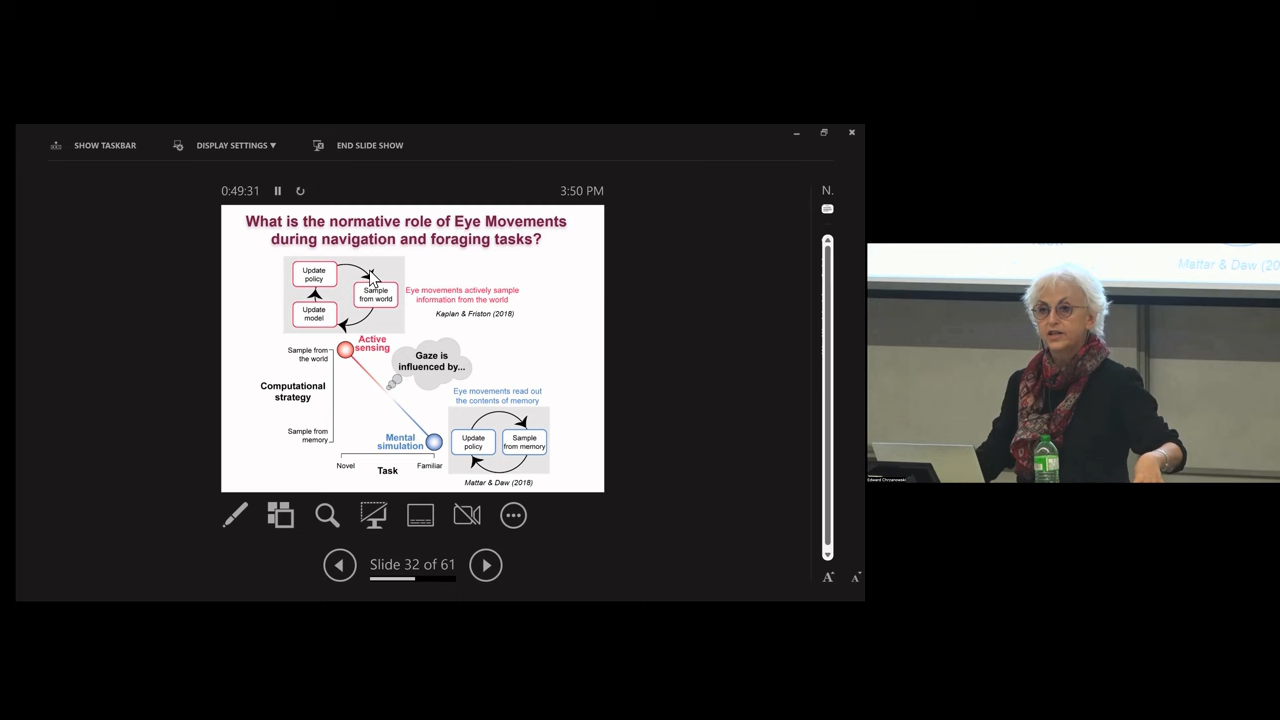 SHOW TASKBAR
DISPLAY SETTINGS ▼
END SLIDE SHOW
0:49:31
3:50 PM
N.
What is the normative role of Eye Movements
during navigation and foraging tasks?
Update
policy
Sample
from world
Update
model
Eye movements actively sample
information from the world
Kaplan & Friston (2018)
Active
sensing
Sample from
the world
Gaze is
influenced by...
Computational
strategy
Eye movements read out
the contents of memory
Sample from
memory
Mental
simulation
Update
policy
Sample
from memory
Novel
Familiar
Task
Mattar & Daw (2018)
Slide 32 of 61
A
A
Mattar & Daw (20
Edward Chrzanowski